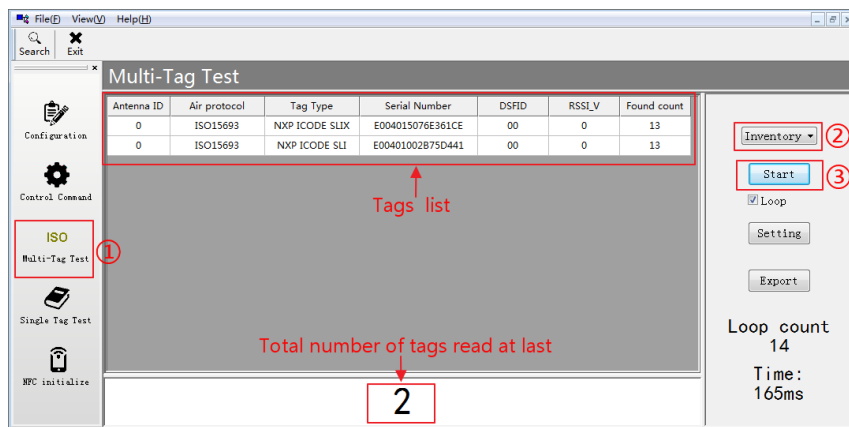 File(F) View(V) Help(H)
Search Exit
Multi-Tag Test
Configuration
Control Command
ISO
Multi-Tag Test
①
Single Tag Test
NFC initialize
Antenna ID Air protocol Tag Type Serial Number DSFID RSSI_V Found count
0 ISO15693 NXP ICODE SLIX E004015076E361CE 00 0 13
0 ISO15693 NXP ICODE SLI E00401002B75D441 00 0 13
Tags list
Total number of tags read at last
2
Inventory ②
Start ③
Loop
Setting
Export
Loop count
14
Time:
165ms